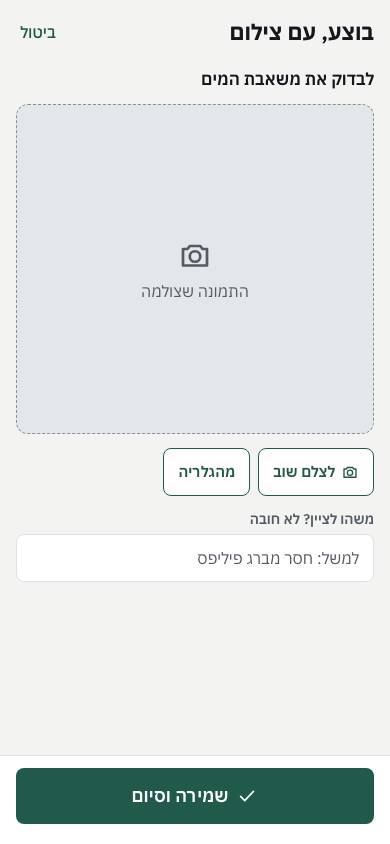 בוצע, עם צילום
ביטול
לבדוק את משאבת המים
התמונה שצולמה
לצלם שוב
מהגלריה
משהו לציין? לא חובה
למשל: חסר מברג פיליפס
שמירה וסיום